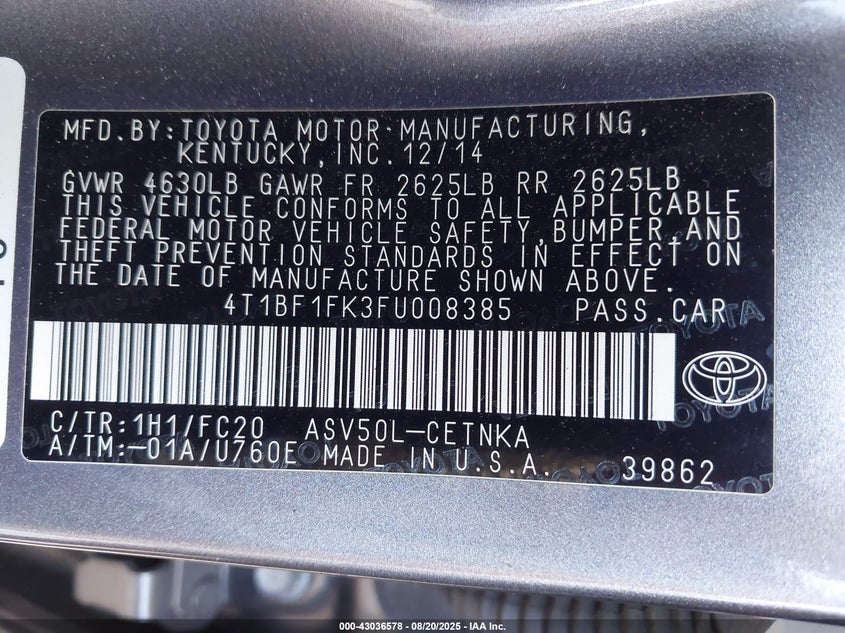 MFD.BY:TOYOTA MOTOR MANUFACTURING,
KENTUCKY,INC.12/14
GVWR 4630LB GAWR FR 2625LB RR 2625LB
THIS VEHICLE CONFORMS TO ALL APPLICABLE
FEDERAL MOTOR VEHICLE SAFETY,BUMPER,AND
THEFT PREVENTION STANDARDS IN EFFECT ON
THE DATE OF MANUFACTURE SHOWN ABOVE.
4T1BF1FK3FU008385 PASS.CAR
C/TR:1H1/FC20 ASV50L-CETNKA
A/TM:-01A/U760E MADE IN U.S.A. 39862
000-43036578 - 08/20/2025 - IAA Inc.